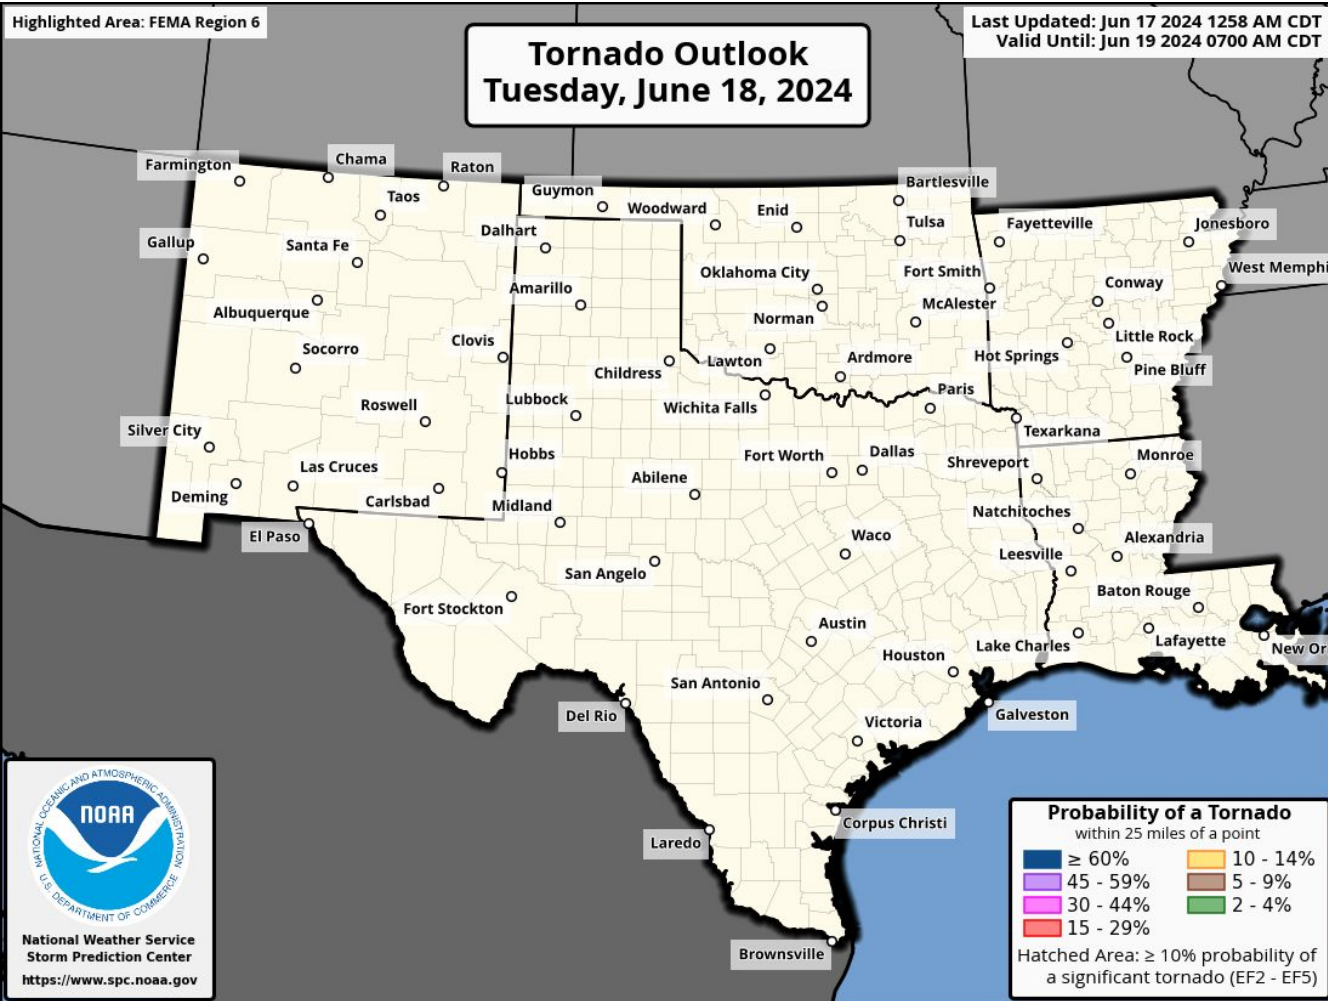 Highlighted Area: FEMA Region 6
Last Updated: Jun 17 2024 1258 AM CDT
Valid Until: Jun 19 2024 0700 AM CDT
Tornado Outlook
Tuesday, June 18, 2024
Farmington
Chama
Raton
Taos
Guymon
Woodward
Enid
Bartlesville
Tulsa
Fayetteville
Jonesboro
Gallup
Santa Fe
Dalhart
Oklahoma City
Fort Smith
West Memphi
Albuquerque
Amarillo
Norman
McAlester
Conway
Little Rock
Socorro
Clovis
Childress
Lawton
Ardmore
Hot Springs
Pine Bluff
Roswell
Lubbock
Wichita Falls
Paris
Texarkana
Silver City
Las Cruces
Hobbs
Abilene
Fort Worth
Dallas
Shreveport
Monroe
Deming
Carlsbad
Midland
Natchitoches
El Paso
San Angelo
Waco
Leesville
Alexandria
Fort Stockton
Baton Rouge
Austin
Houston
Lake Charles
Lafayette
New Or
San Antonio
Del Rio
Victoria
Galveston
Corpus Christi
Laredo
Brownsville
NATIONAL OCEANIC AND ATMOSPHERIC ADMINISTRATION
NOAA
U.S. DEPARTMENT OF COMMERCE
National Weather Service
Storm Prediction Center
https://www.spc.noaa.gov
Probability of a Tornado
within 25 miles of a point
≥ 60%
45 - 59%
30 - 44%
15 - 29%
10 - 14%
5 - 9%
2 - 4%
Hatched Area: ≥ 10% probability of
a significant tornado (EF2 - EF5)